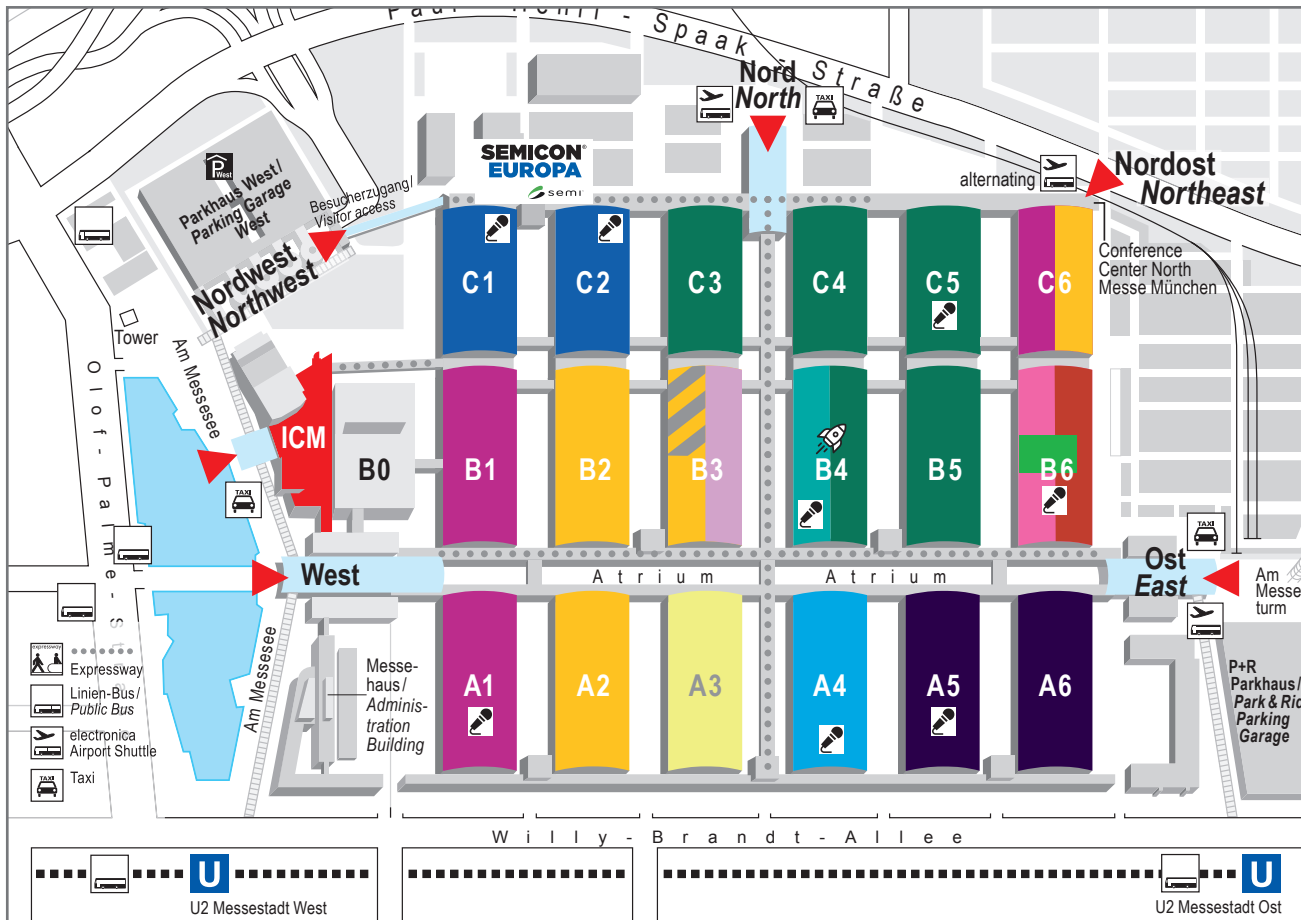 Paul-Henri-Spaak-Straße
Nord
North
TAXI
SEMICON®
EUROPA
semi
P
West
Parkhaus West/
Parking Garage
West
Besucherzugang/
Visitor access
Nordwest
Northwest
alternating
Nordost
Northeast
Conference
Center North
Messe München
C1
C2
C3
C4
C5
C6
Tower
Am Messesee
Olof-Palme-Straße
ICM
B0
B1
B2
B3
B4
B5
B6
TAXI
TAXI
West
Atrium
Atrium
Ost
East
Am
Messe
turm
Am Messesee
Messe-
haus/
Adminis-
tration
Building
A1
A2
A3
A4
A5
A6
P+R
Parkhaus/
Park & Rid
Parking
Garage
expressway
Expressway
Linien-Bus/
Public Bus
electronica
Airport Shuttle
TAXI
Taxi
Willy-Brandt-Allee
U
U2 Messestadt West
U
U2 Messestadt Ost